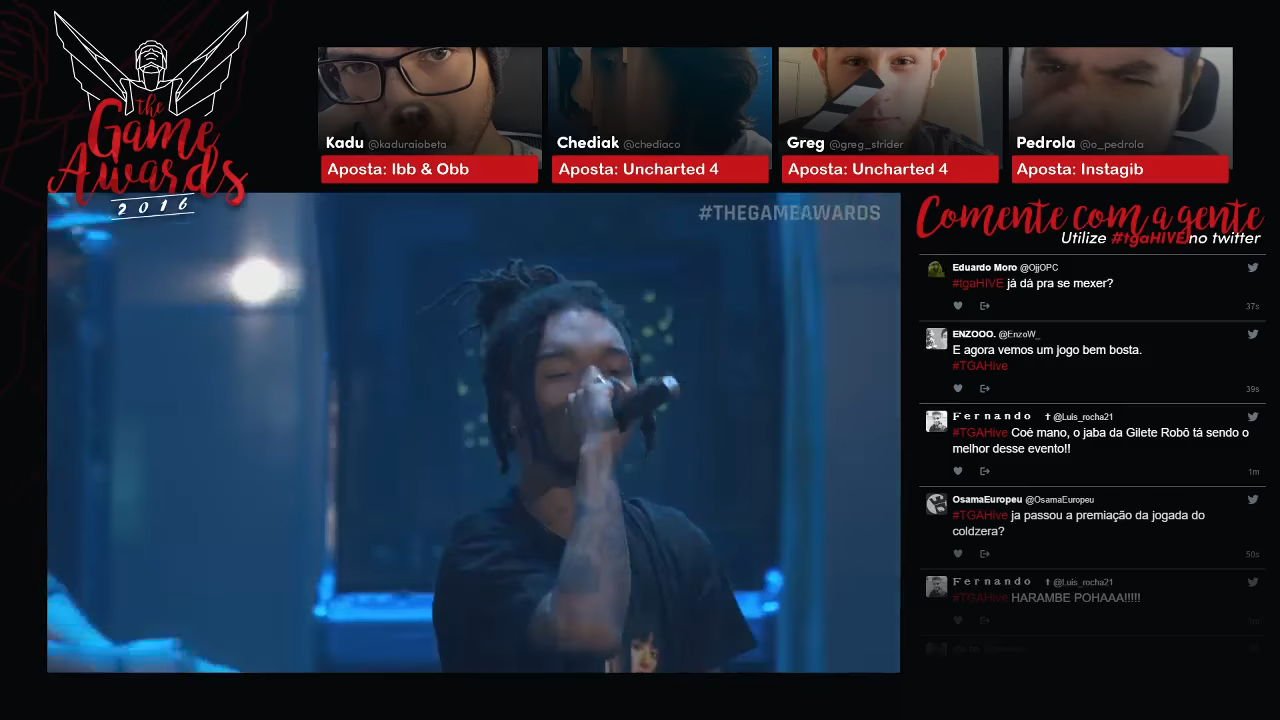 the
Game
Awards
2016
Kadu @kaduraiobeta
Aposta: Ibb & Obb
Chediak @chediaco
Aposta: Uncharted 4
Greg @greg_strider
Aposta: Uncharted 4
Pedrola @o_pedrola
Aposta: Instagib
#THEGAMEAWARDS
Comente com a gente
Utilize #tgaHIVE no twitter
Eduardo Moro @OjjOPC
#tgaHIVE já dá pra se mexer?
37s
ENZOOO. @EnzoW_
E agora vemos um jogo bem bosta.
#TGAHive
39s
Fernando ✝ @Luis_rocha21
#TGAHive Coé mano, o jaba da Gilete Robô tá sendo o
melhor desse evento!!
1m
OsamaEuropeu @OsamaEuropeu
#TGAHive ja passou a premiação da jogada do
coldzera?
50s
Fernando ✝ @Luis_rocha21
#TGAHive HARAMBE POHAAA!!!!!
1m